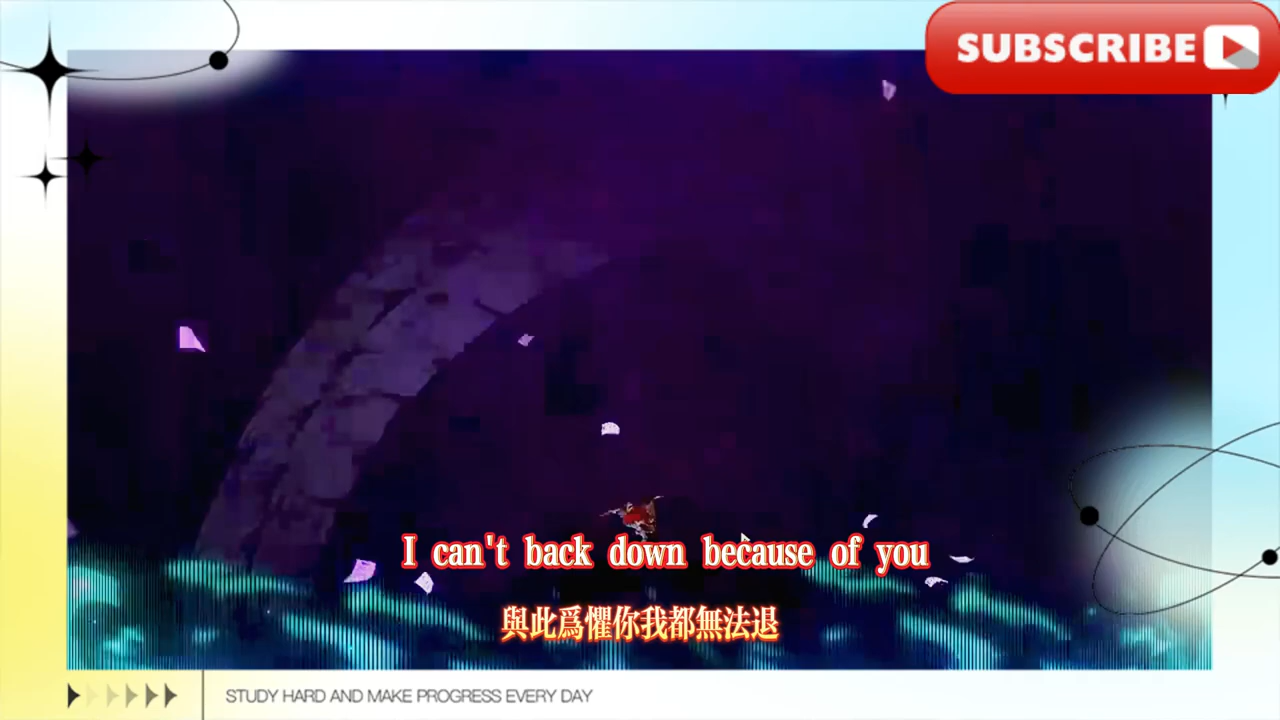 SUBSCRIBE
I can't back down because of you
與此爲懼你我都無法退
STUDY HARD AND MAKE PROGRESS EVERY DAY